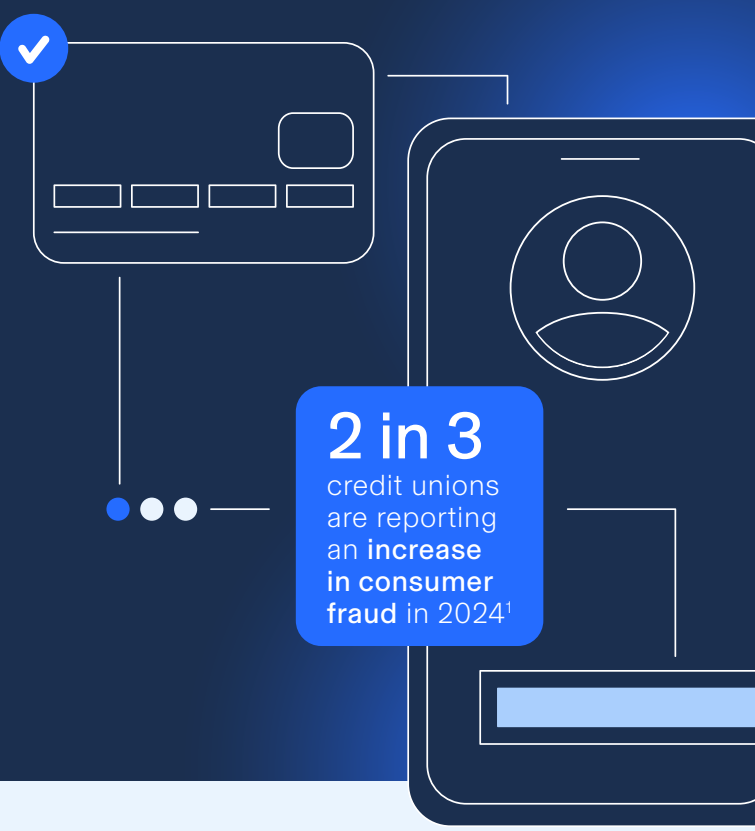 2 in 3
credit unions
are reporting
an increase
in consumer
fraud in 2024¹